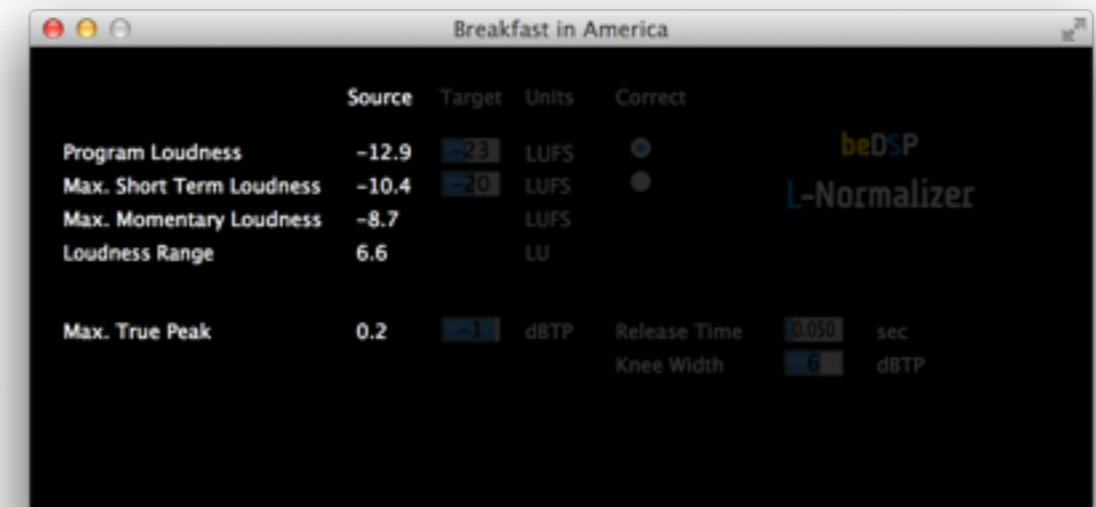 Breakfast in America
Source Target Units Correct
Program Loudness -12.9 -23 LUFS
Max. Short Term Loudness -10.4 -20 LUFS
Max. Momentary Loudness -8.7 LUFS
Loudness Range 6.6 LU
beDSP
L-Normalizer
Max. True Peak 0.2 -1 dBTP Release Time 0.050 sec
Knee Width 6 dBTP